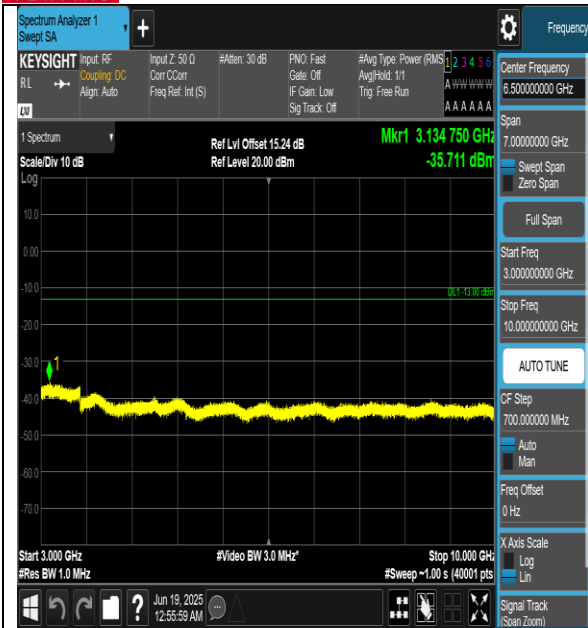 Spectrum Analyzer 1
Swept SA
+
Frequency
KEYSIGHT
RL
LXI
Input: RF
Coupling: DC
Align: Auto
Input Z: 50 Ω
Corr CCorr
Freq Ref: Int (S)
#Atten: 30 dB
PNO: Fast
Gate: Off
IF Gain: Low
Sig Track: Off
#Avg Type: Power (RMS
Avg|Hold: 1/1
Trig: Free Run
1 2 3 4 5 6
A W W W W W
A A A A A A
1 Spectrum
Scale/Div 10 dB
Log
Ref Lvl Offset 15.24 dB
Ref Level 20.00 dBm
Mkr1 3.134 750 GHz
-35.711 dBm
10.0
0.00
-10.0
DL1 -13.00 dBm
-20.0
-30.0
1
-40.0
-50.0
-60.0
-70.0
Start 3.000 GHz
#Res BW 1.0 MHz
#Video BW 3.0 MHz*
Stop 10.000 GHz
#Sweep ~1.00 s (40001 pts
Center Frequency
6.500000000 GHz
Span
7.00000000 GHz
Swept Span
Zero Span
Full Span
Start Freq
3.000000000 GHz
Stop Freq
10.000000000 GHz
AUTO TUNE
CF Step
700.000000 MHz
Auto
Man
Freq Offset
0 Hz
X Axis Scale
Log
Lin
Signal Track
(Span Zoom)
?
Jun 19, 2025
12:55:59 AM